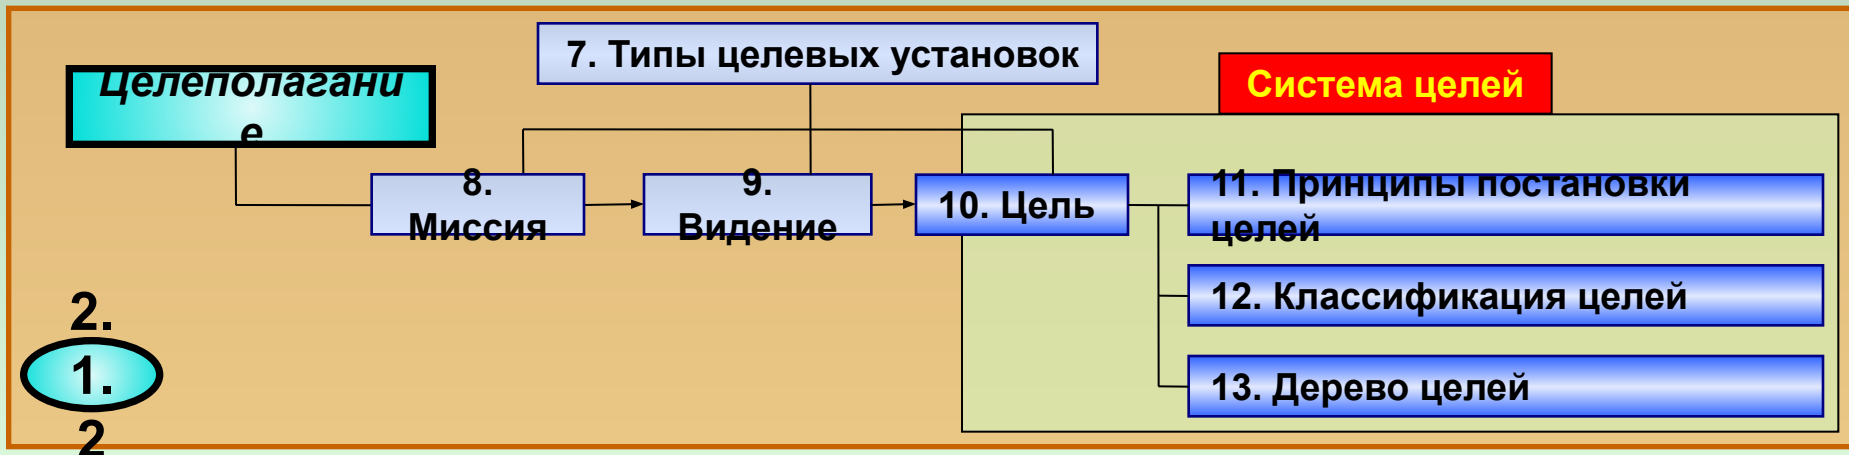 7. Типы целевых установок
Целеполагани
е
Система целей
8.
Миссия
9.
Видение
10. Цель
11. Принципы постановки
целей
12. Классификация целей
13. Дерево целей
2.
1.
2